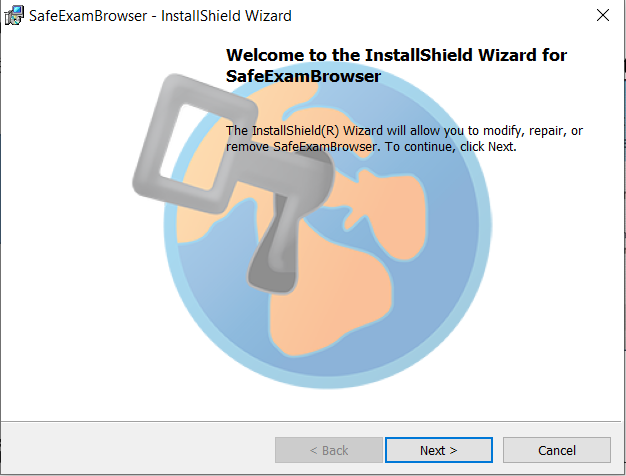 SafeExamBrowser - InstallShield Wizard
Welcome to the InstallShield Wizard for
SafeExamBrowser
The InstallShield(R) Wizard will allow you to modify, repair, or
remove SafeExamBrowser. To continue, click Next.
< Back
Next >
Cancel